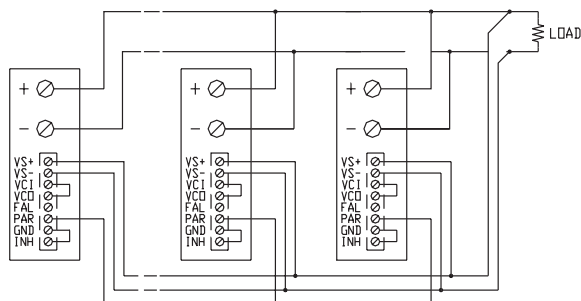 LOAD
+
+
+
−
−
−
VS+
VS-
VCI
VCO
FAL
PAR
GND
INH
VS+
VS-
VCI
VCO
FAL
PAR
GND
INH
VS+
VS-
VCI
VCO
FAL
PAR
GND
INH